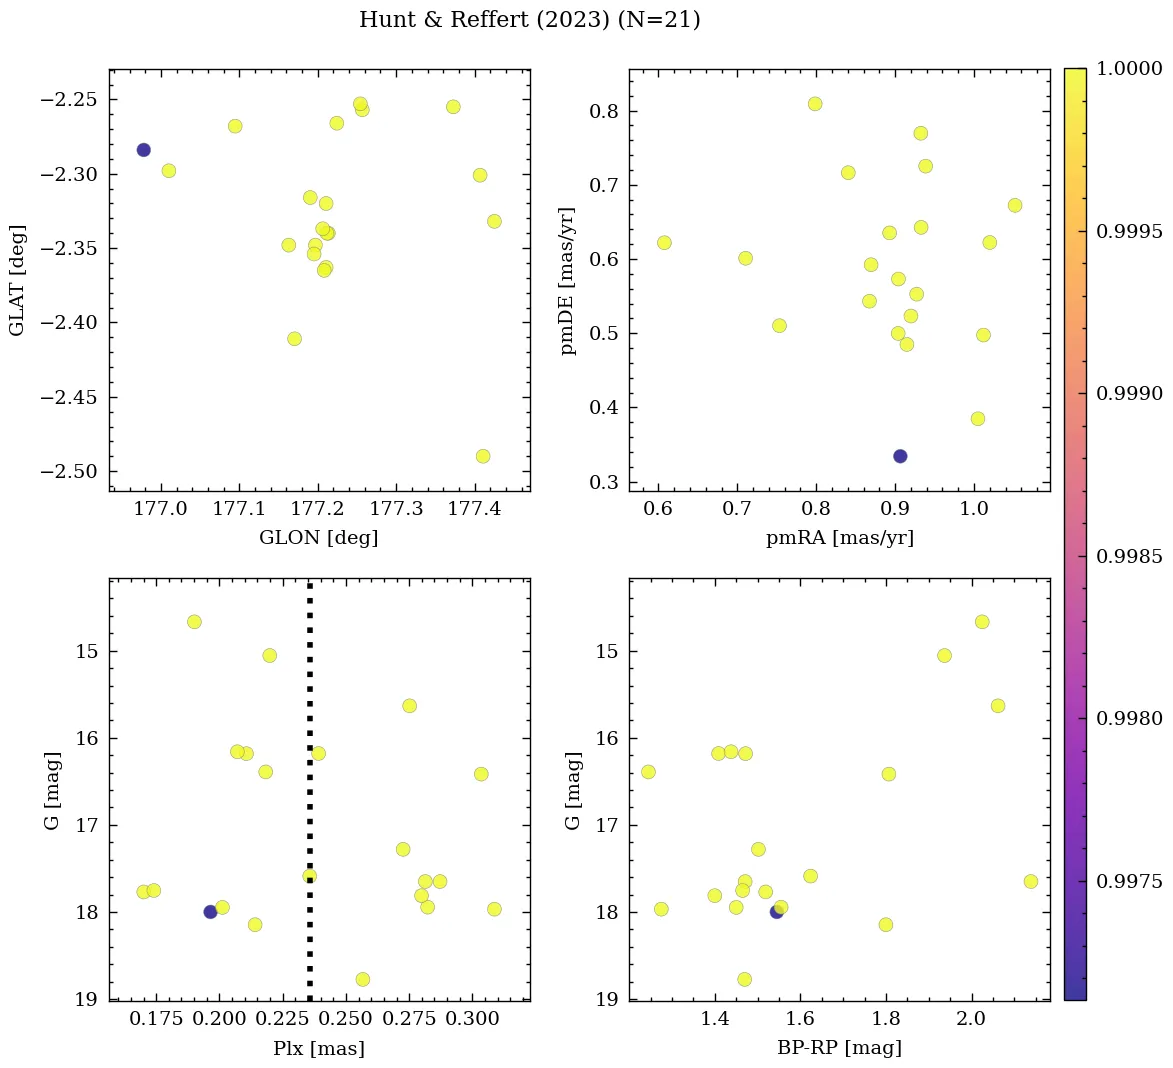 Hunt & Reffert (2023) (N=21)
−2.25
−2.30
−2.35
−2.40
−2.45
−2.50
GLAT [deg]
177.0 177.1 177.2 177.3 177.4
GLON [deg]
0.8
0.7
0.6
0.5
0.4
0.3
pmDE [mas/yr]
0.6 0.7 0.8 0.9 1.0
pmRA [mas/yr]
1.0000
0.9995
0.9990
0.9985
0.9980
0.9975
15
16
17
18
19
G [mag]
0.175 0.200 0.225 0.250 0.275 0.300
Plx [mas]
15
16
17
18
19
G [mag]
1.4 1.6 1.8 2.0
BP-RP [mag]